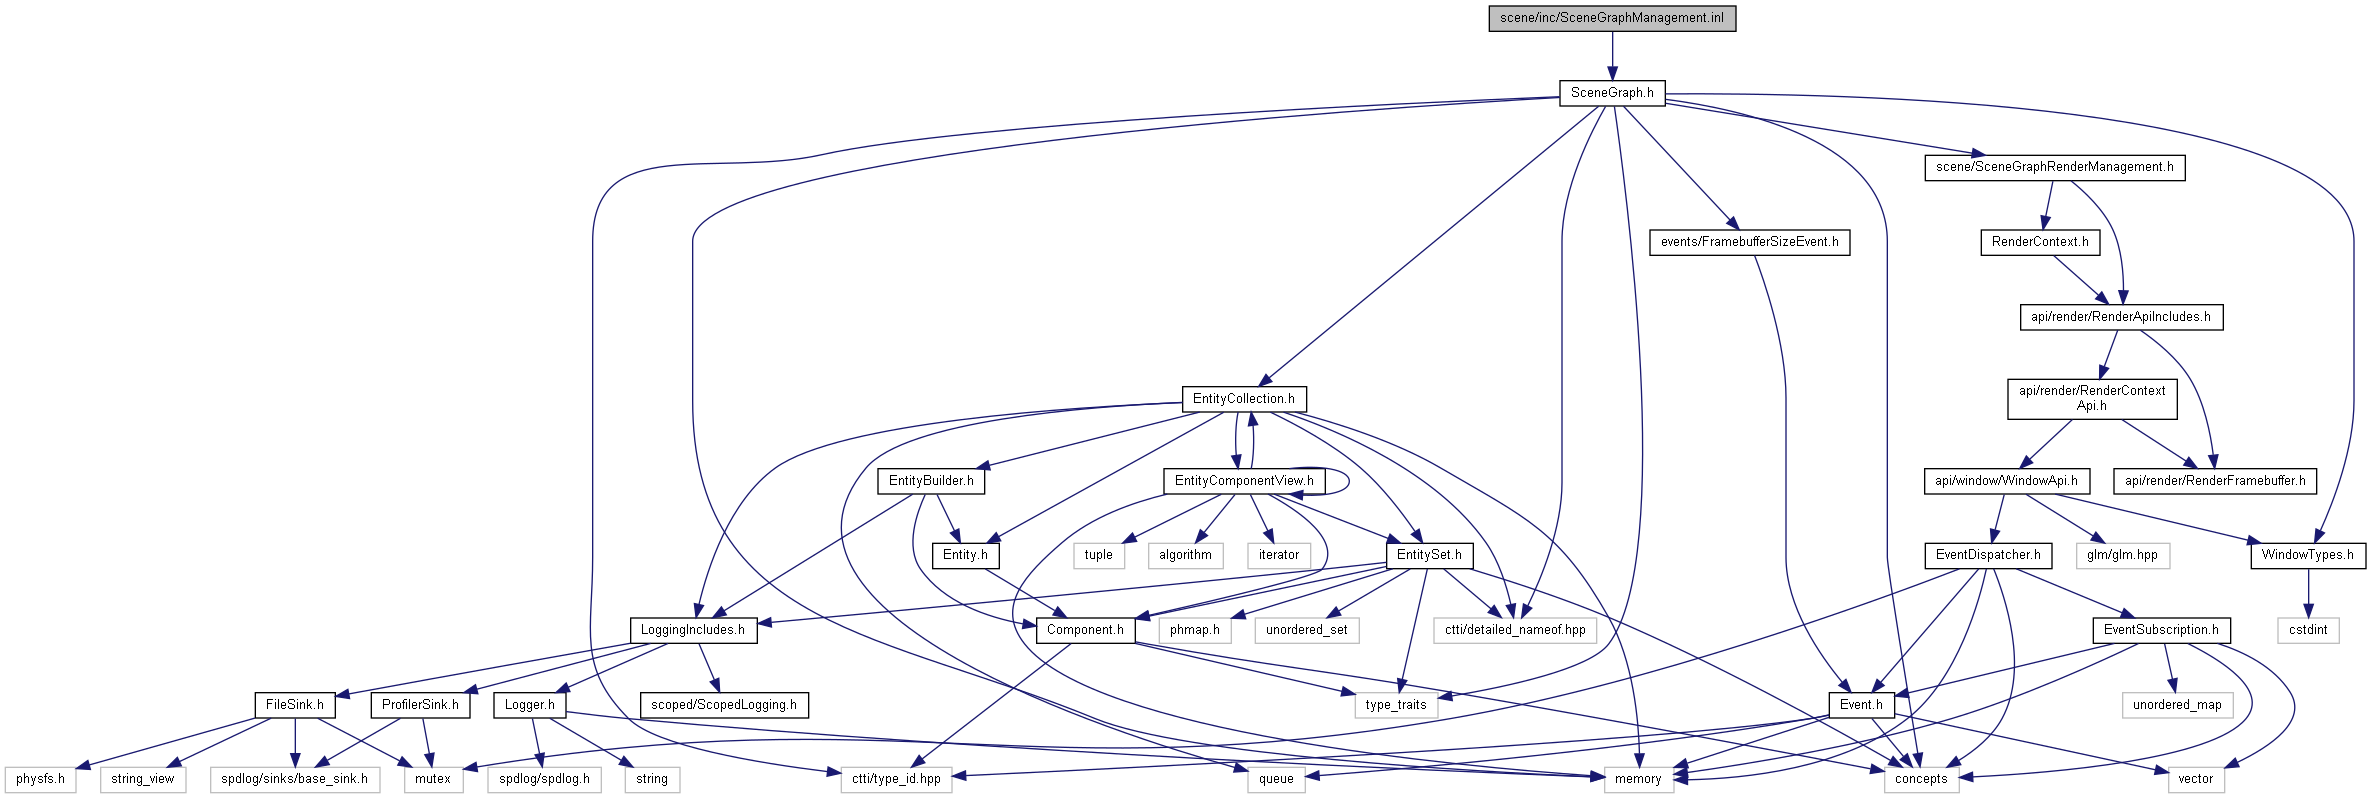 scene/inc/SceneGraphManagement.inl
SceneGraph.h
scene/SceneGraphRenderManagement.h
events/FramebufferSizeEvent.h
RenderContext.h
api/render/RenderApiIncludes.h
EntityCollection.h
api/render/RenderContext
Api.h
EntityBuilder.h
EntityComponentView.h
api/window/WindowApi.h
api/render/RenderFramebuffer.h
Entity.h
tuple
algorithm
iterator
EntitySet.h
EventDispatcher.h
glm/glm.hpp
WindowTypes.h
LoggingIncludes.h
Component.h
phmap.h
unordered_set
ctti/detailed_nameof.hpp
EventSubscription.h
cstdint
FileSink.h
ProfilerSink.h
Logger.h
scoped/ScopedLogging.h
type_traits
Event.h
unordered_map
physfs.h
string_view
spdlog/sinks/base_sink.h
mutex
spdlog/spdlog.h
string
ctti/type_id.hpp
queue
memory
concepts
vector